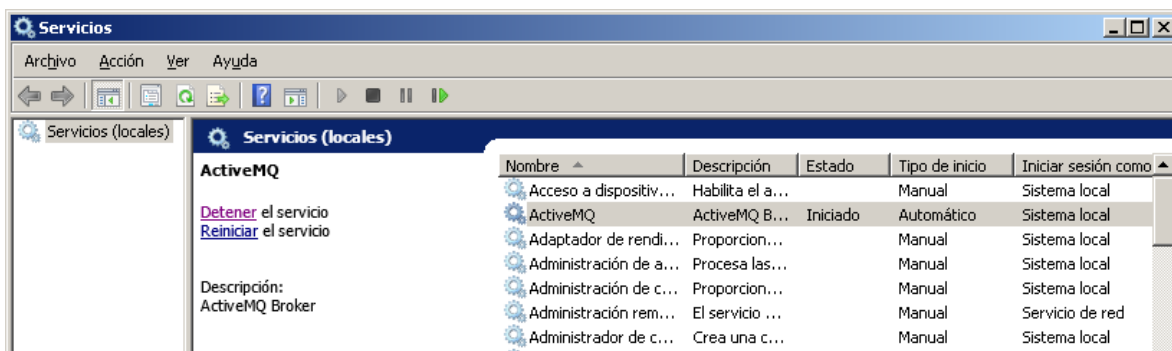 Servicios
Archivo Acción Ver Ayuda
Servicios (locales)
Servicios (locales)
ActiveMQ
Detener el servicio
Reiniciar el servicio
Descripción:
ActiveMQ Broker
Nombre Descripción Estado Tipo de inicio Iniciar sesión como
Acceso a dispositiv... Habilita el a... Manual Sistema local
ActiveMQ ActiveMQ B... Iniciado Automático Sistema local
Adaptador de rendi... Proporcion... Manual Sistema local
Administración de a... Procesa las... Manual Sistema local
Administración de c... Proporcion... Manual Sistema local
Administración rem... El servicio ... Manual Servicio de red
Administrador de c... Crea una c... Manual Sistema local